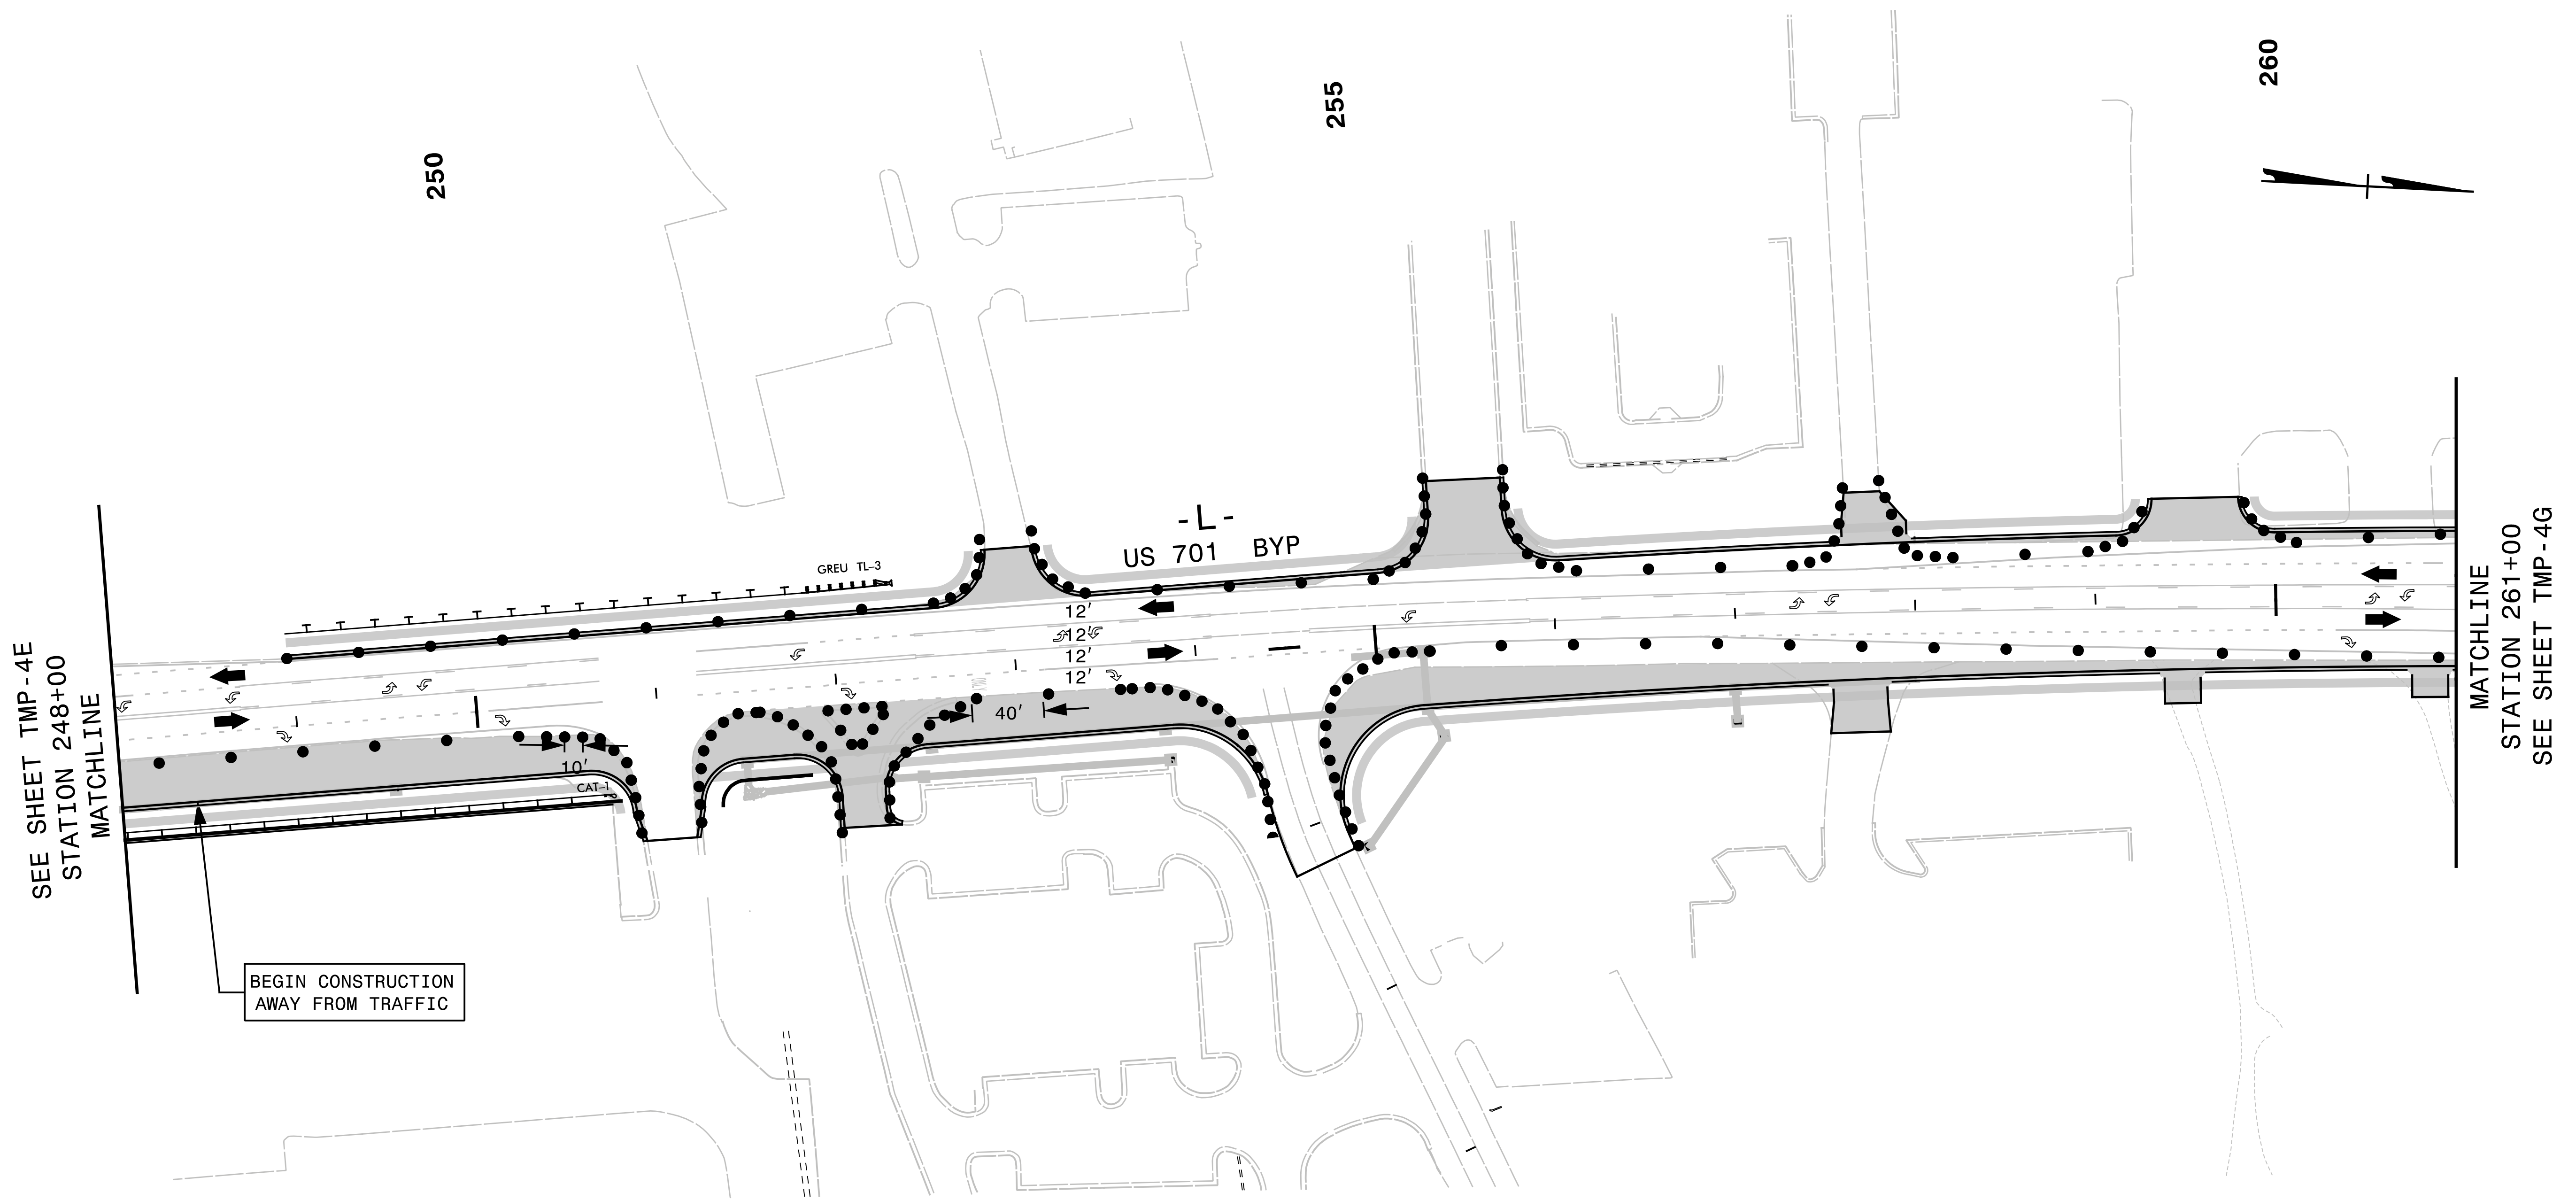 260
255
250
-L-
US 701 BYP
GREU TL-3
12'
12'
12'
12'
40'
10'
CAT-1
SEE SHEET TMP-4E
STATION 248+00
MATCHLINE
MATCHLINE
STATION 261+00
SEE SHEET TMP-4G
BEGIN CONSTRUCTION
AWAY FROM TRAFFIC